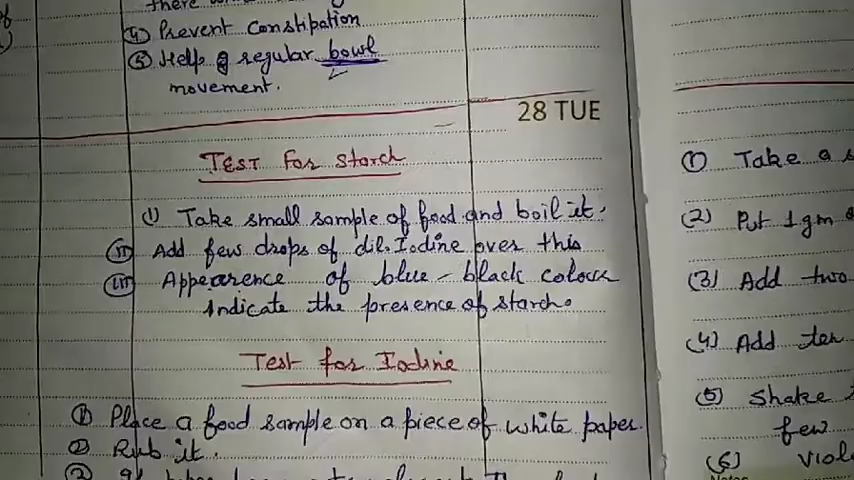 there
④ Prevent Constipation
⑤ Help g regular bowl
movement.
28 TUE
Test For Starch
① Take small sample of food and boil it.
(ii) Add few drops of dil. Iodine over this
(iii) Appearence of blue-black colour
indicate the presence of starch.
Test for Iodine
① Place a food sample on a piece of white paper.
② Rub it.
① Take a s
(2) Put 1gm
(3) Add two
(4) Add ten
(5) Shake
few
(6) Viol